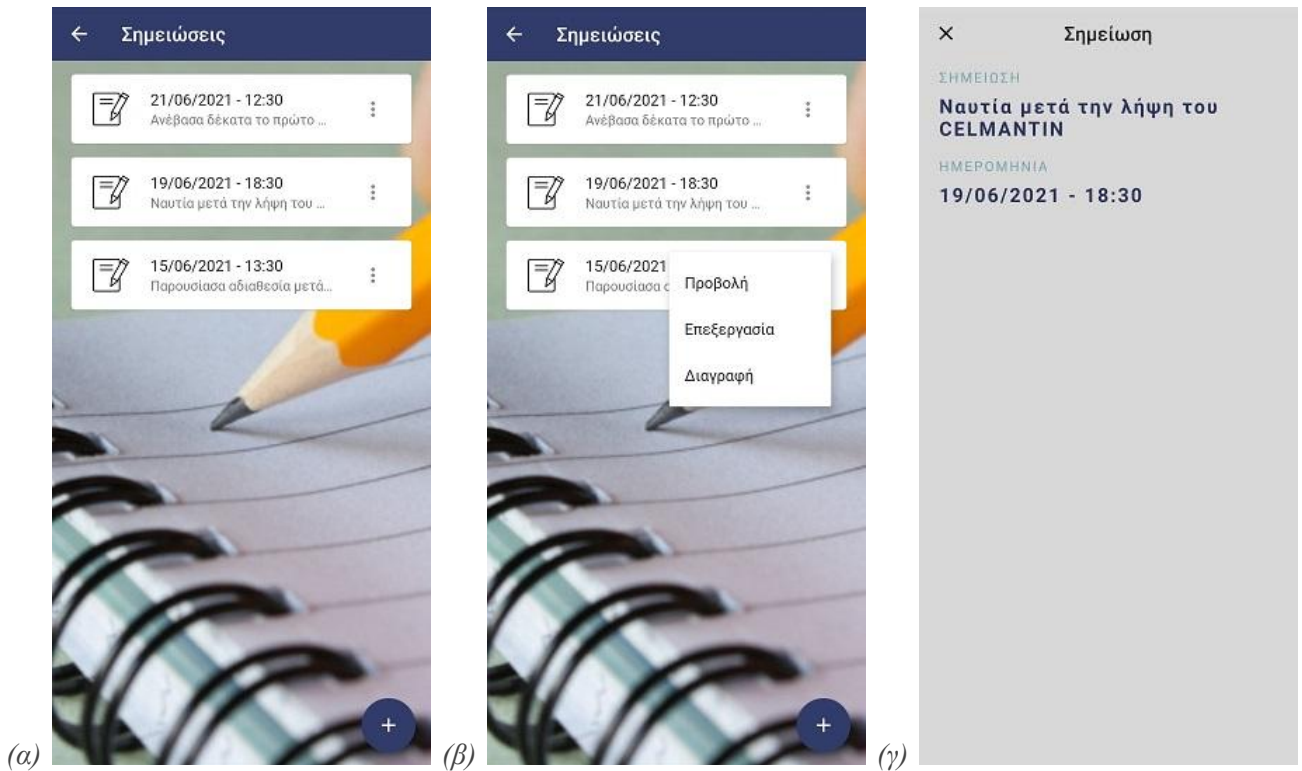 Σημειώσεις
21/06/2021 - 12:30
Ανέβασα δέκατα το πρώτο ...
19/06/2021 - 18:30
Ναυτία μετά την λήψη του ...
15/06/2021 - 13:30
Παρουσίασα αδιαθεσία μετά...
+
(α)
Σημειώσεις
21/06/2021 - 12:30
Ανέβασα δέκατα το πρώτο ...
19/06/2021 - 18:30
Ναυτία μετά την λήψη του ...
15/06/2021
Παρουσίασα
Προβολή
Επεξεργασία
Διαγραφή
+
(β)
Σημείωση
ΣΗΜΕΙΩΣΗ
Ναυτία μετά την λήψη του
CELMANTIN
ΗΜΕΡΟΜΗΝΙΑ
19/06/2021 - 18:30
(γ)